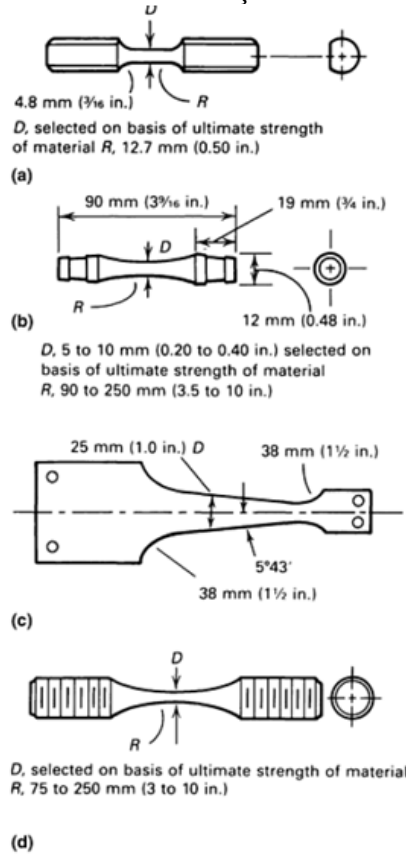 D
4.8 mm (3/16 in.)
R
D, selected on basis of ultimate strength
of material R, 12.7 mm (0.50 in.)
(a)
90 mm (3 9/16 in.)
19 mm (3/4 in.)
D
R
12 mm (0.48 in.)
(b)
D, 5 to 10 mm (0.20 to 0.40 in.) selected on
basis of ultimate strength of material
R, 90 to 250 mm (3.5 to 10 in.)
25 mm (1.0 in.) D
38 mm (1½ in.)
5°43′
38 mm (1½ in.)
(c)
D
R
D, selected on basis of ultimate strength of material
R, 75 to 250 mm (3 to 10 in.)
(d)